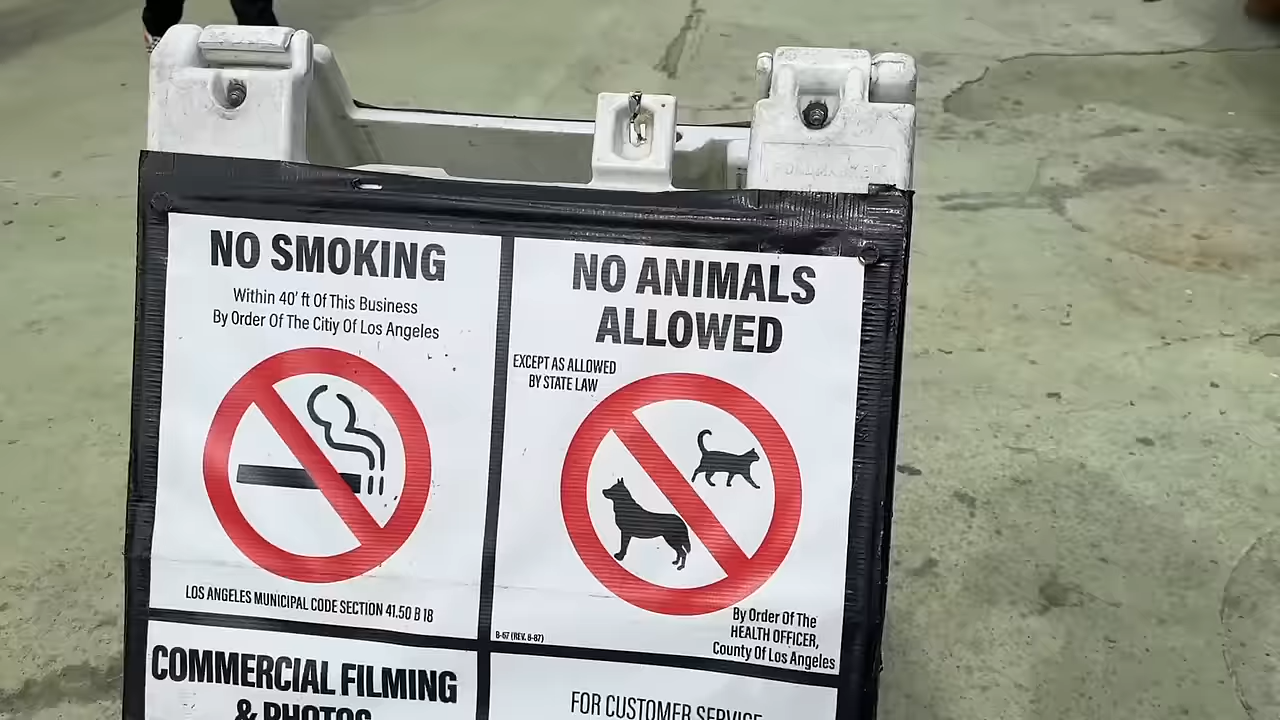 NO SMOKING
Within 40' ft Of This Business
By Order Of The Citiy Of Los Angeles
LOS ANGELES MUNICIPAL CODE SECTION 41.50 B 18
NO ANIMALS
ALLOWED
EXCEPT AS ALLOWED
BY STATE LAW
By Order Of The
HEALTH OFFICER,
County Of Los Angeles
B-67 (REV. 8-87)
COMMERCIAL FILMING
& PHOTOS
FOR CUSTOMER SERVICE